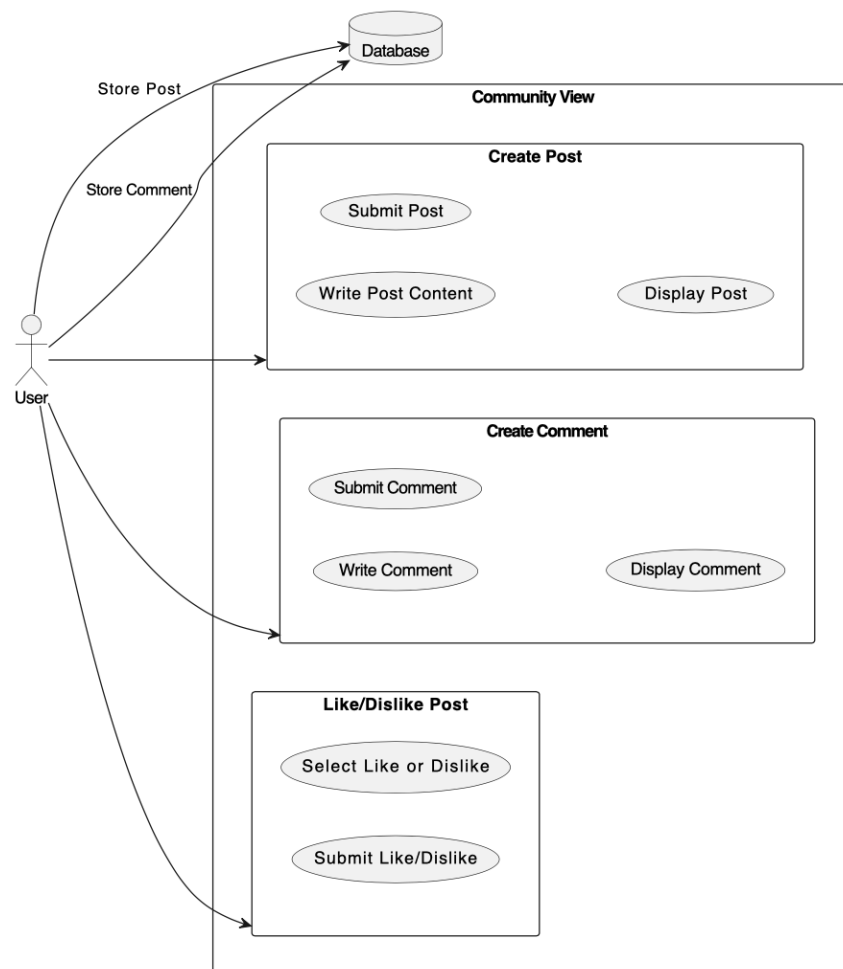 Database
Store Post
Community View
Create Post
Store Comment
Submit Post
Write Post Content
Display Post
User
Create Comment
Submit Comment
Write Comment
Display Comment
Like/Dislike Post
Select Like or Dislike
Submit Like/Dislike